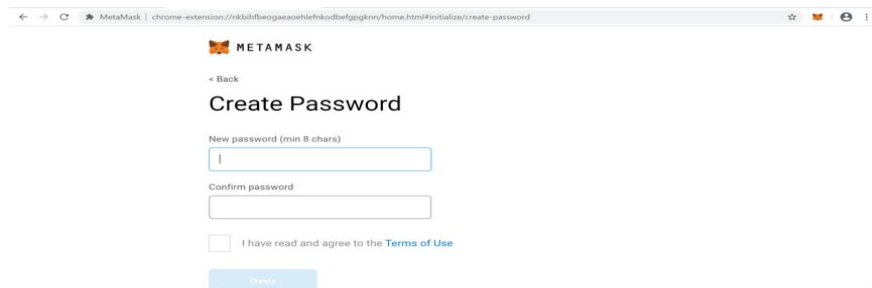 MetaMask | chrome-extension://nkbihfbeogaeaoehlefnkodbefgpgknn/home.html#initialize/create-password
METAMASK
< Back
Create Password
New password (min 8 chars)
Confirm password
I have read and agree to the Terms of Use
Create